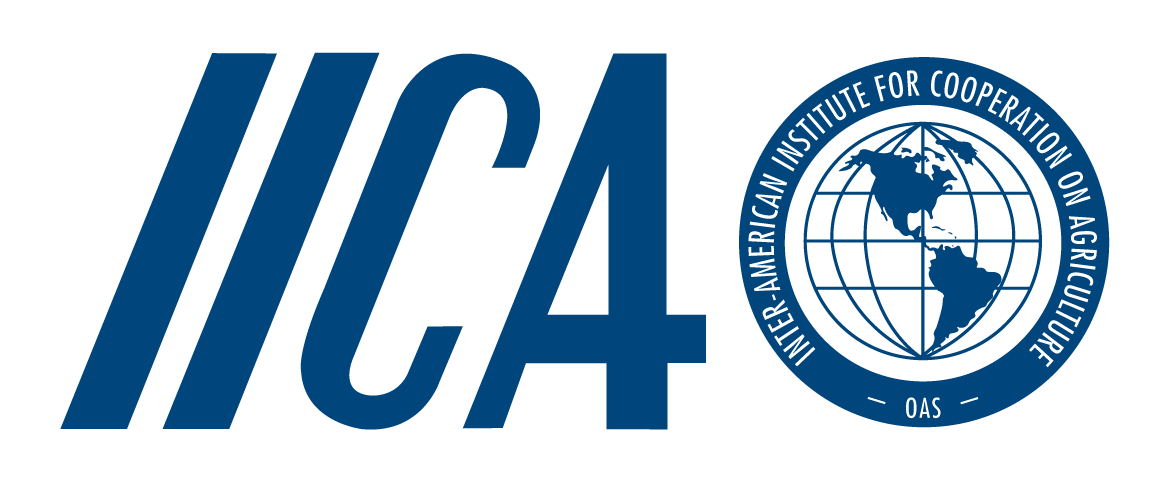 IICA
INTER-AMERICAN INSTITUTE FOR COOPERATION ON AGRICULTURE
— OAS —